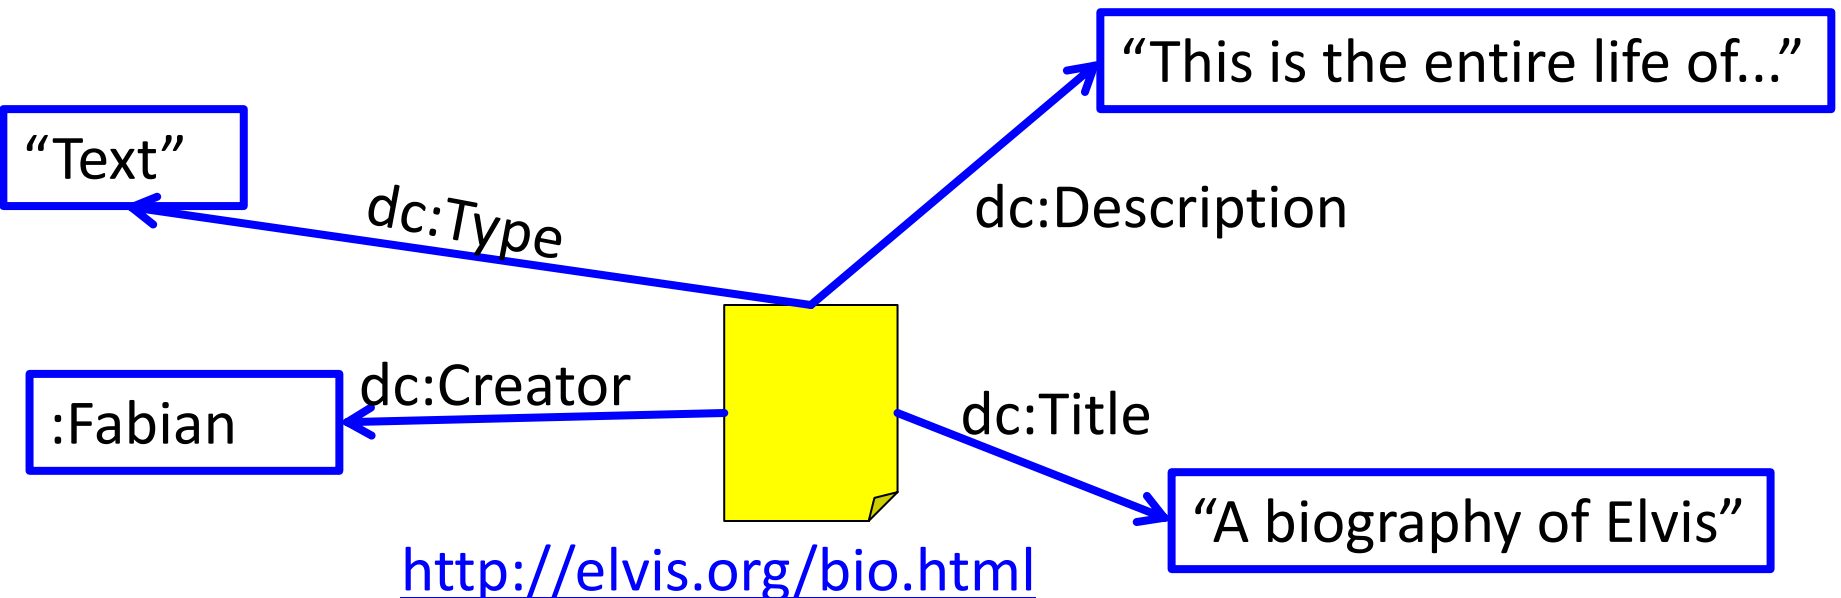 “This is the entire life of...”
“Text”
dc:Type
dc:Description
dc:Creator
:Fabian
dc:Title
“A biography of Elvis”
http://elvis.org/bio.html